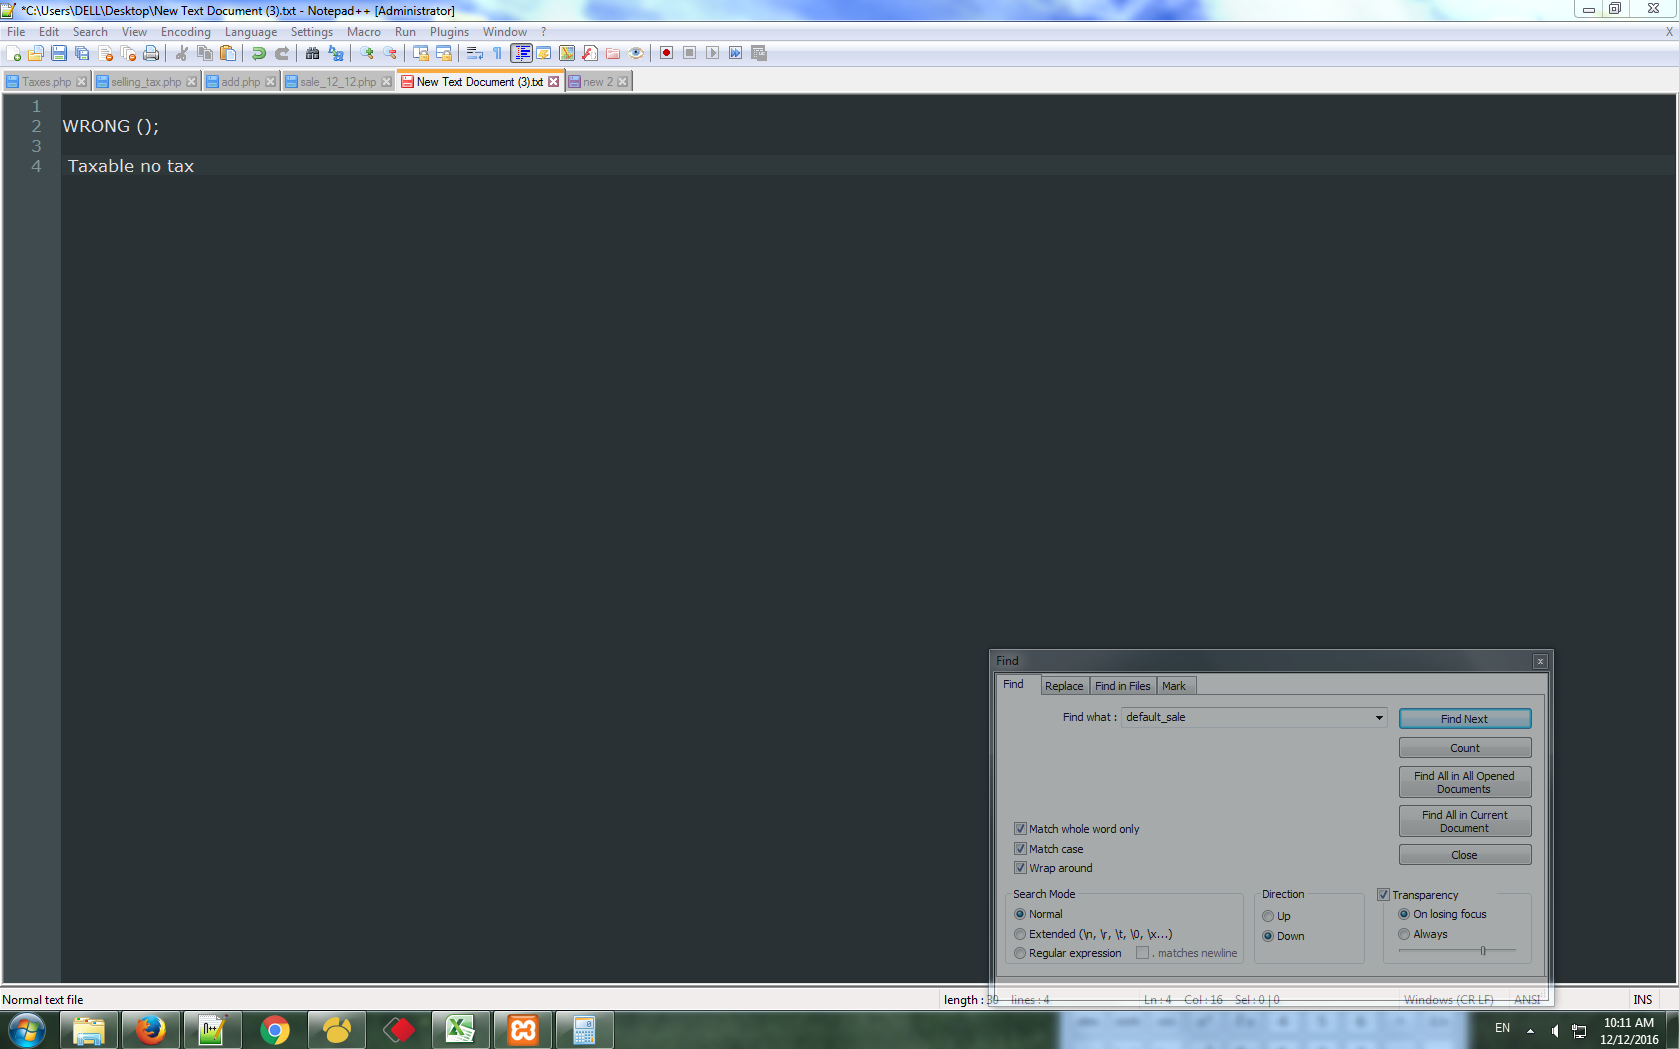 *C:\Users\DELL\Desktop\New Text Document (3).txt - Notepad++ [Administrator]
File Edit Search View Encoding Language Settings Macro Run Plugins Window ? X
Taxes.php selling_tax.php add.php sale_12_12.php New Text Document (3).txt new 2
1
2 WRONG ();
3
4 Taxable no tax
Find
Find Replace Find in Files Mark
Find what : default_sale Find Next
Count
Find All in All Opened
Documents
Find All in Current
Document
Match whole word only
Match case Close
Wrap around
Search Mode Direction Transparency
Normal Up On losing focus
Extended (\n, \r, \t, \0, \x...) Down Always
Regular expression . matches newline
Normal text file length : 30 lines : 4 Ln : 4 Col : 16 Sel : 0 | 0 Windows (CR LF) ANSI INS
EN 10:11 AM
12/12/2016